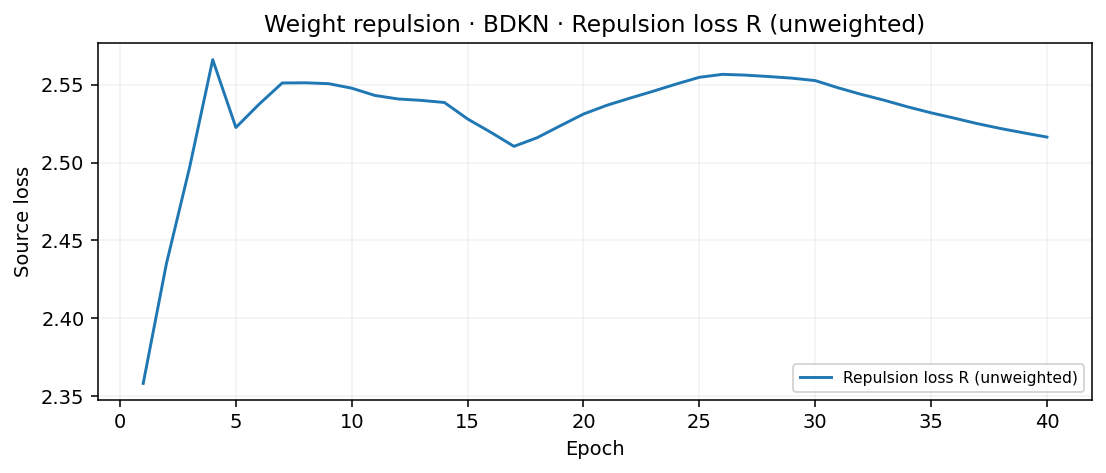 Weight repulsion · BDKN · Repulsion loss R (unweighted)
Source loss
2.55
2.50
2.45
2.40
2.35
Repulsion loss R (unweighted)
0 5 10 15 20 25 30 35 40
Epoch